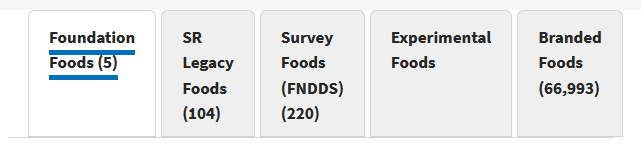 Foundation
Foods (5)
SR
Legacy
Foods
(104)
Survey
Foods
(FNDDS)
(220)
Experimental
Foods
Branded
Foods
(66,993)